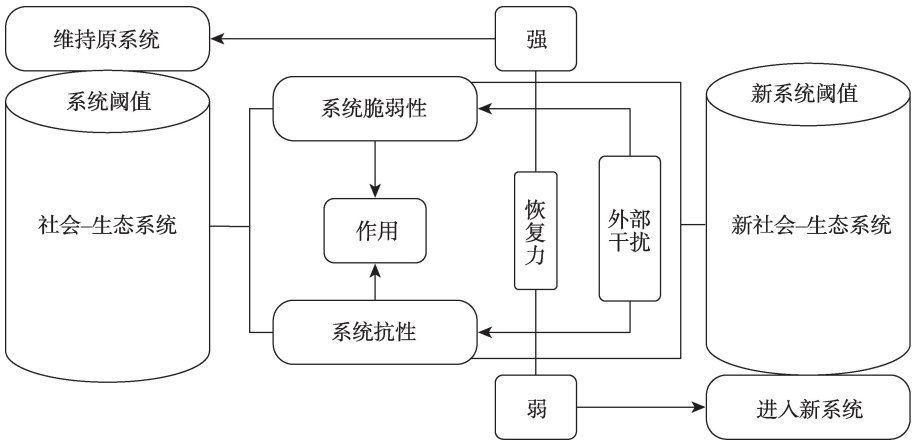 维持原系统
强
系统阈值
系统脆弱性
新系统阈值
社会–生态系统
作用
恢复力
外部
干扰
新社会–生态系统
系统抗性
弱
进入新系统